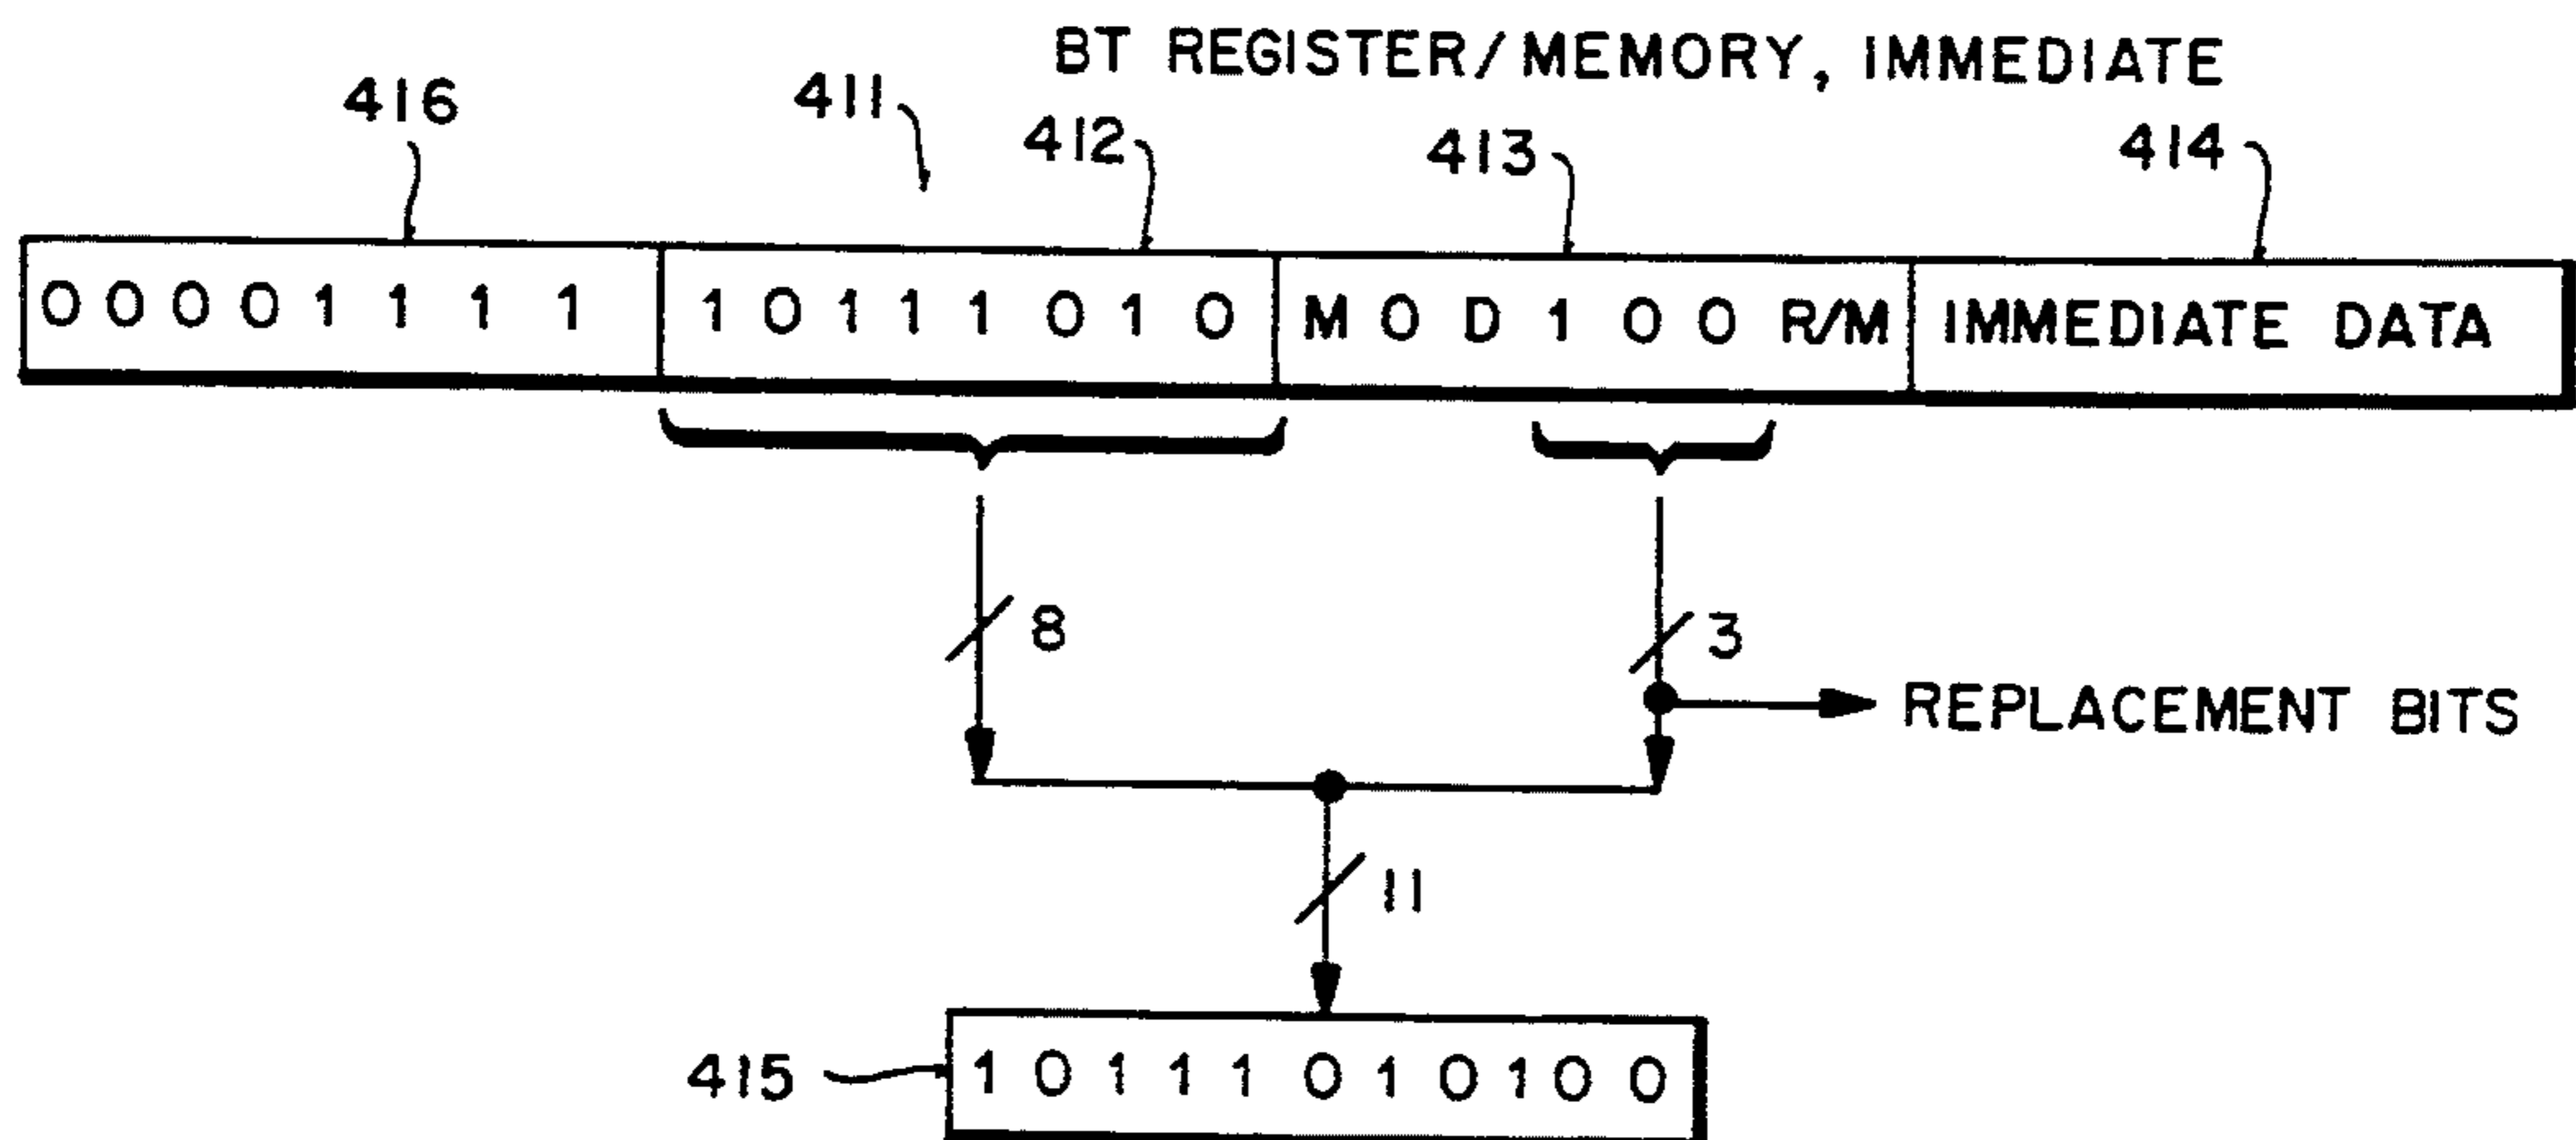 BT REGISTER/MEMORY, IMMEDIATE
416 411 412 413 414
0 0 0 0 1 1 1 1 1 0 1 1 1 0 1 0 M O D 1 0 0 R/M IMMEDIATE DATA
8 3
REPLACEMENT BITS
11
415 1 0 1 1 1 0 1 0 1 0 0